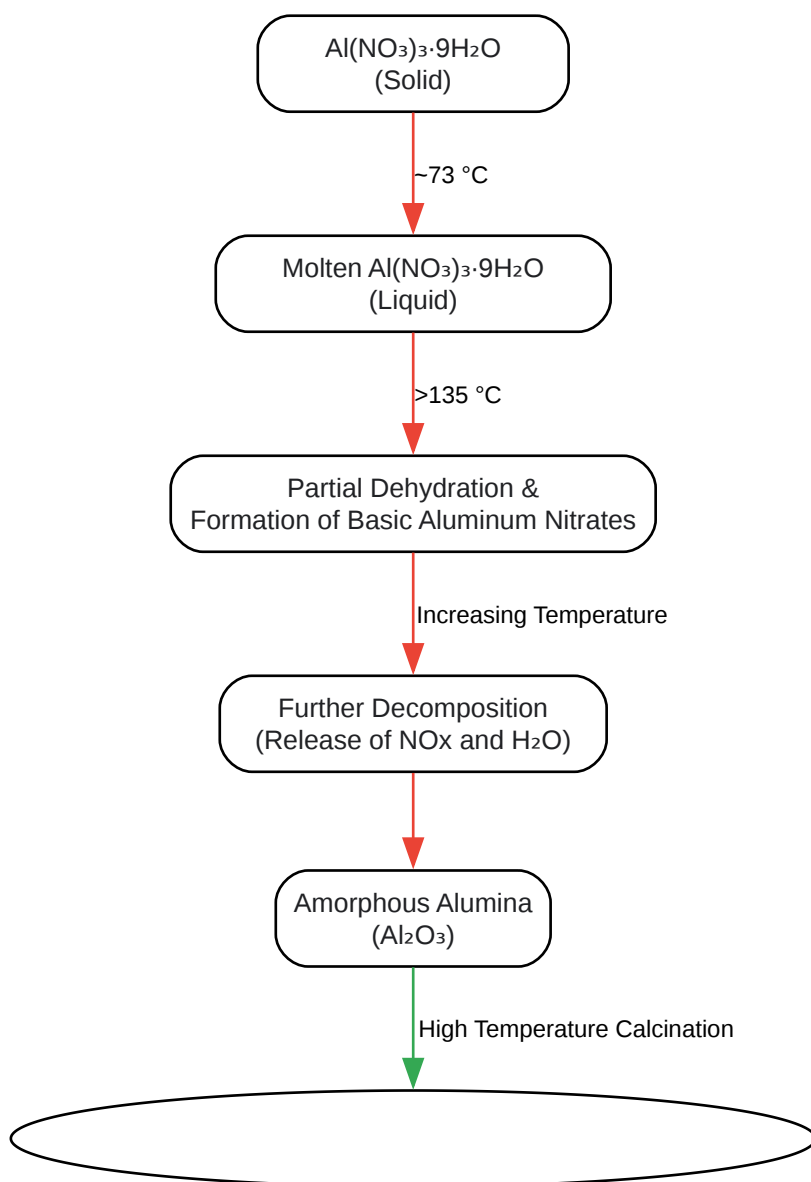 Al(NO₃)₃·9H₂O
(Solid)
~73 °C
Molten Al(NO₃)₃·9H₂O
(Liquid)
>135 °C
Partial Dehydration &
Formation of Basic Aluminum Nitrates
Increasing Temperature
Further Decomposition
(Release of NOx and H₂O)
Amorphous Alumina
(Al₂O₃)
High Temperature Calcination